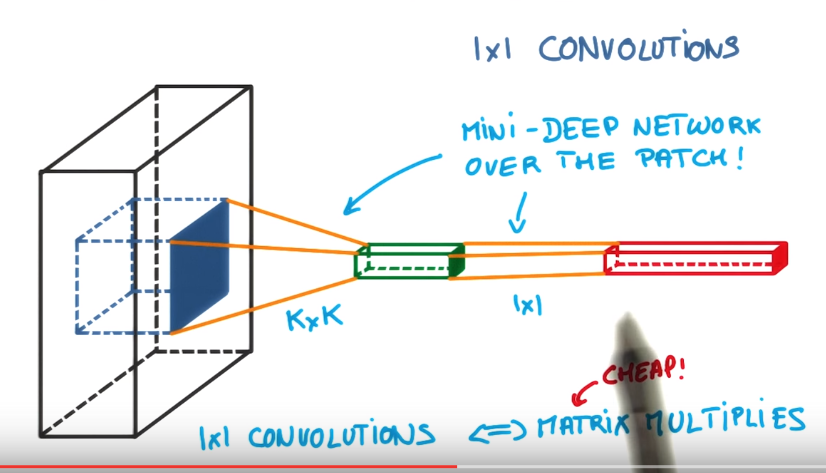 1x1 CONVOLUTIONS
MINI-DEEP NETWORK
OVER THE PATCH!
KxK
1x1
CHEAP!
1x1 CONVOLUTIONS <=> MATRIX MULTIPLIES